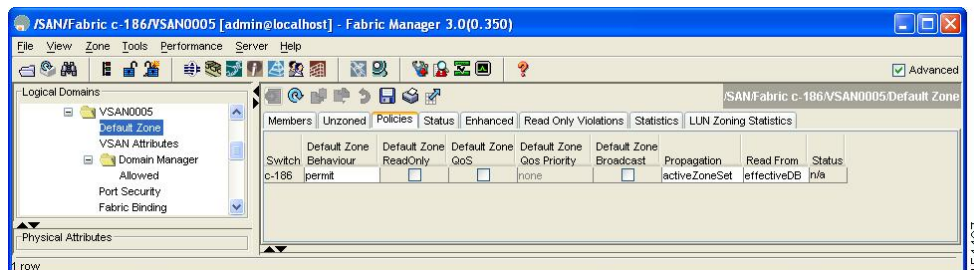 /SAN/Fabric c-186/VSAN0005 [admin@localhost] - Fabric Manager 3.0(0.350)
File View Zone Tools Performance Server Help
Advanced
Logical Domains
/SAN/Fabric c-186/VSAN0005/Default Zone
VSAN0005
Default Zone
VSAN Attributes
Domain Manager
Allowed
Port Security
Fabric Binding
Physical Attributes
Members Unzoned Policies Status Enhanced Read Only Violations Statistics LUN Zoning Statistics
Default Zone Default Zone Default Zone Default Zone Default Zone
Switch Behaviour ReadOnly QoS Qos Priority Broadcast Propagation Read From Status
c-186 permit none activeZoneSet effectiveDB n/a
1 row